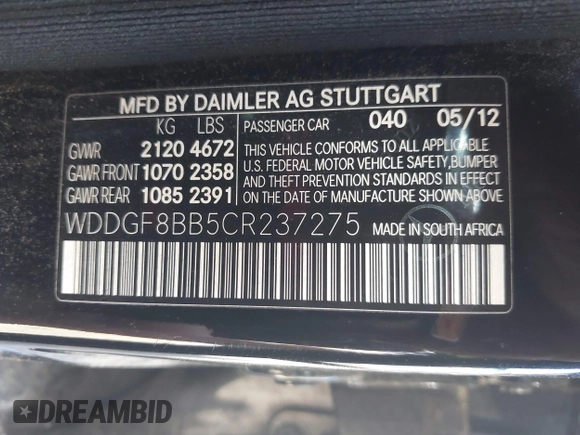 MFD BY DAIMLER AG STUTTGART
KG LBS PASSENGER CAR 040 05/12
GVWR 2120 4672
GAWR FRONT 1070 2358
GAWR REAR 1085 2391
THIS VEHICLE CONFORMS TO ALL APPLICABLE
U.S. FEDERAL MOTOR VEHICLE SAFETY,BUMPER
AND THEFT PREVENTION STANDARDS IN EFFECT
ON THE DATE OF MANUFACTURE SHOWN ABOVE
WDDGF8BB5CR237275 MADE IN SOUTH AFRICA
DREAMBID